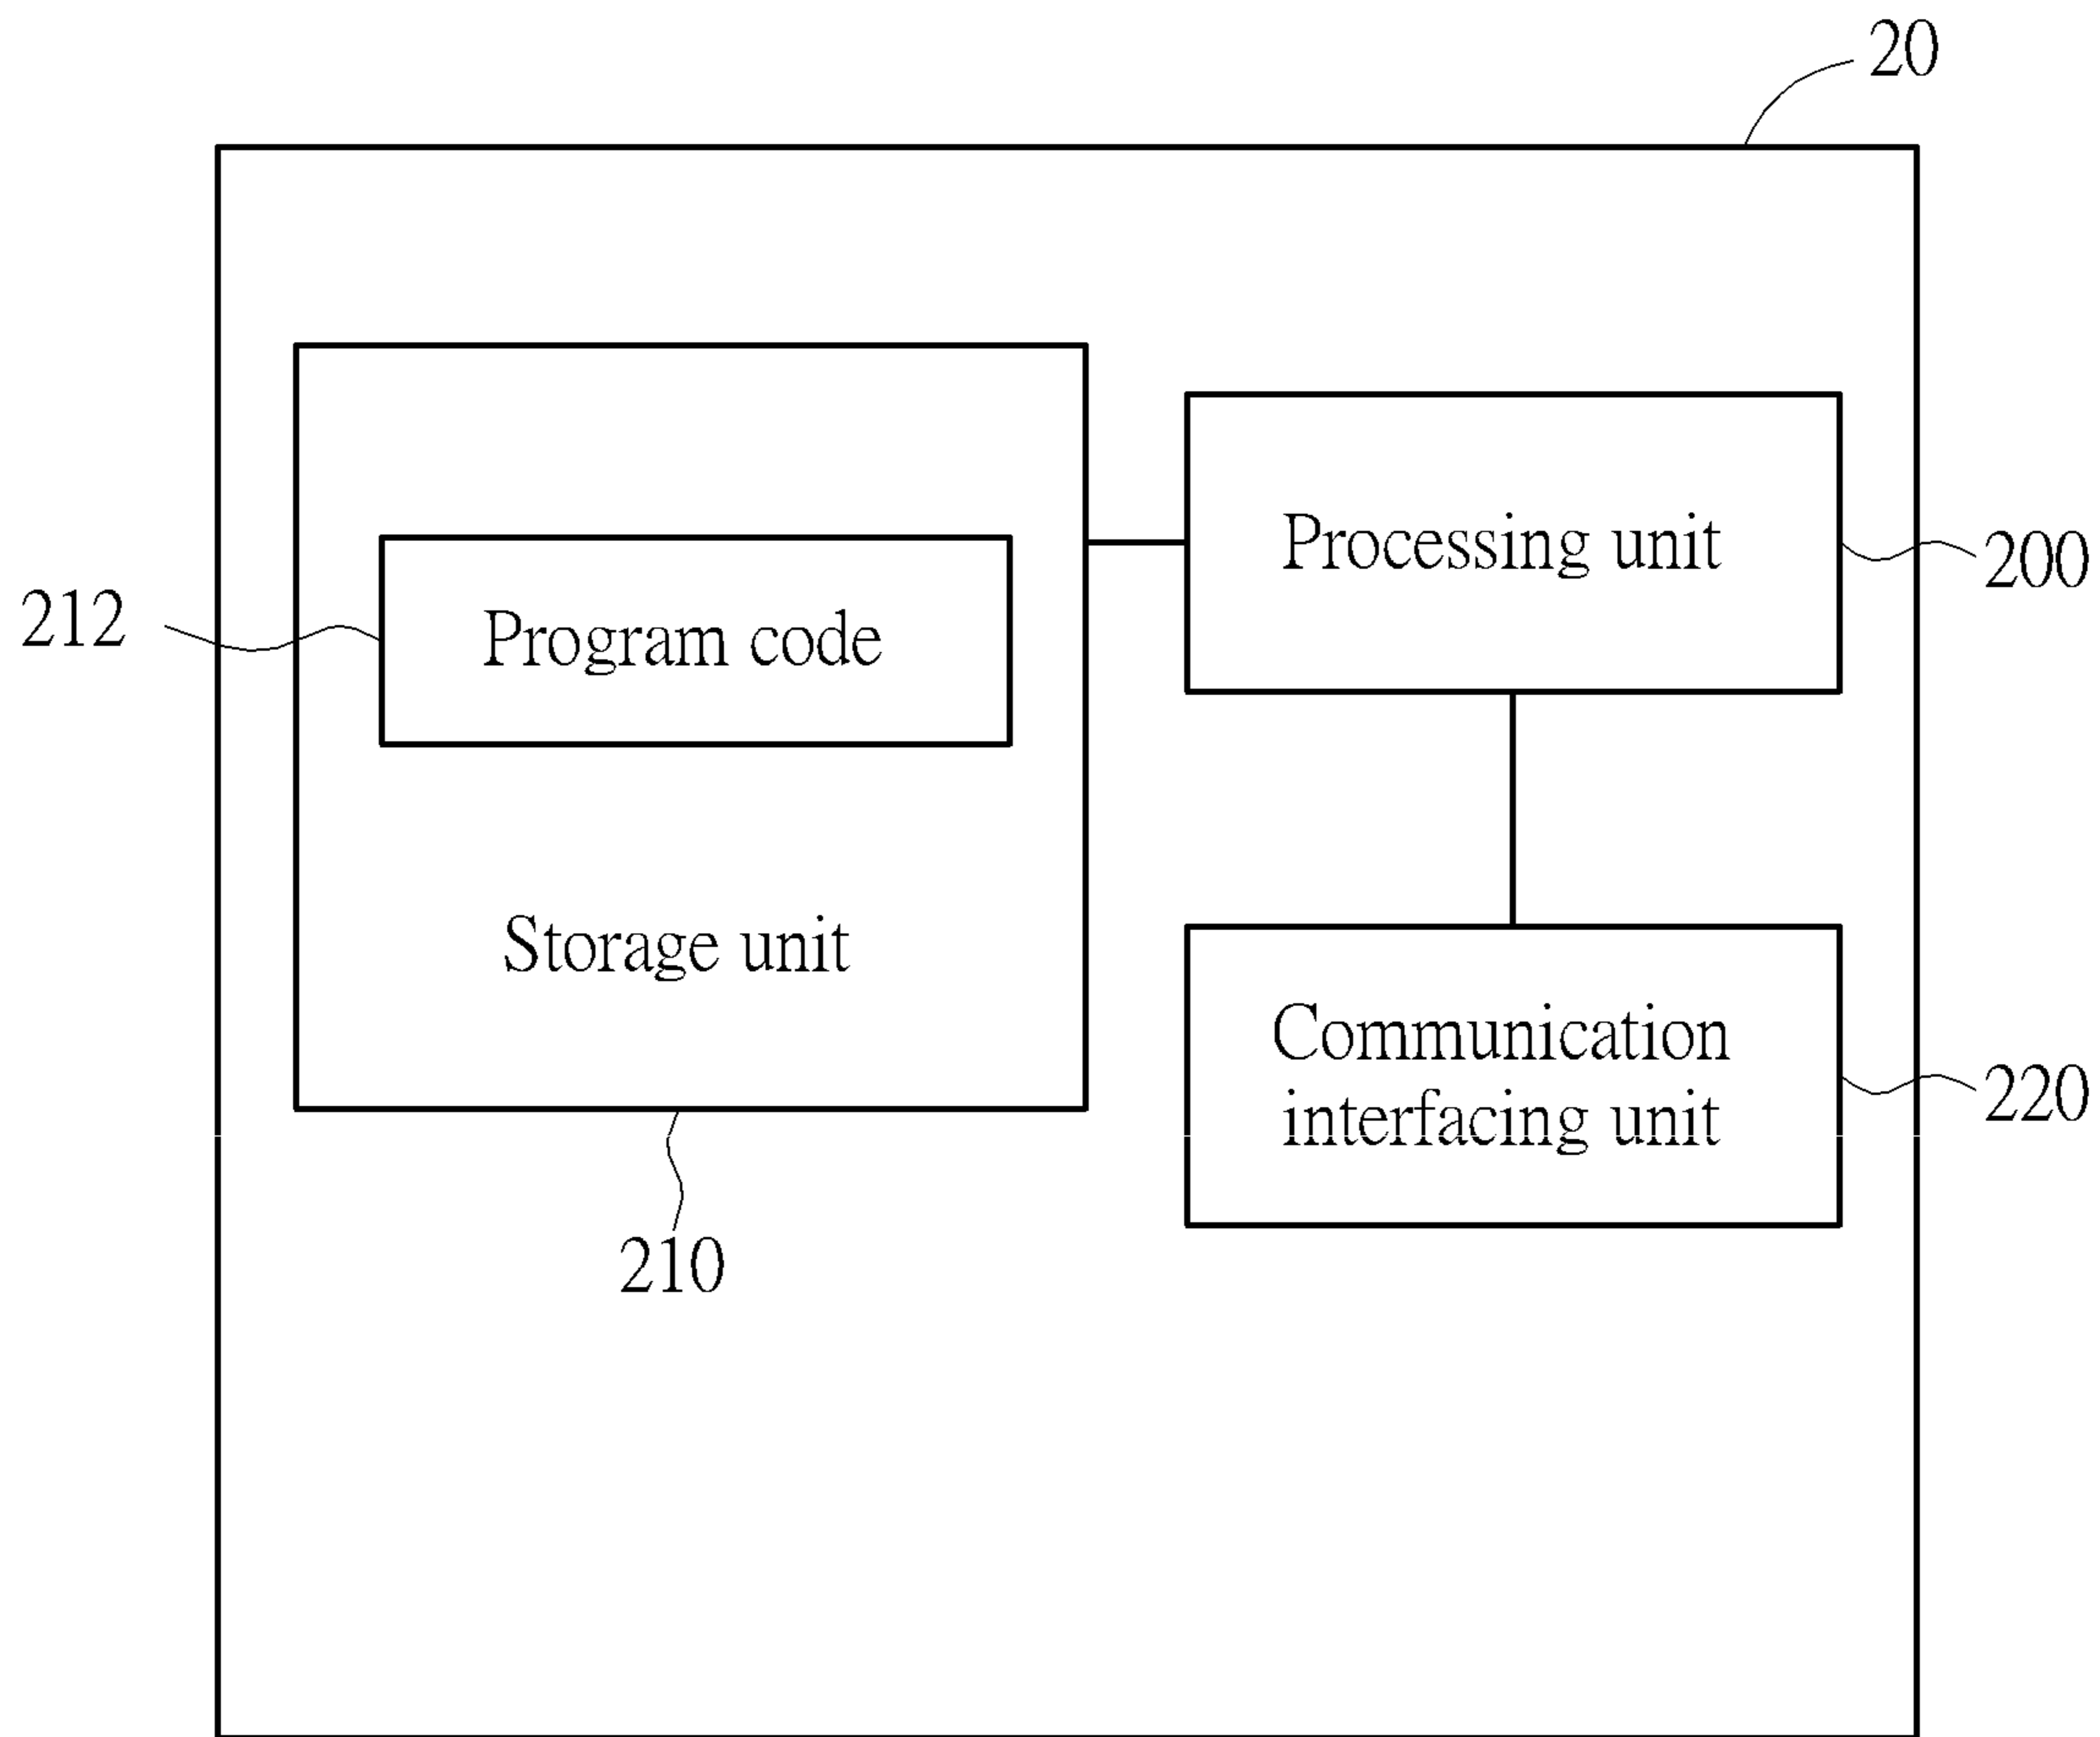 20
Processing unit
200
212
Program code
Storage unit
Communication
interfacing unit
220
210